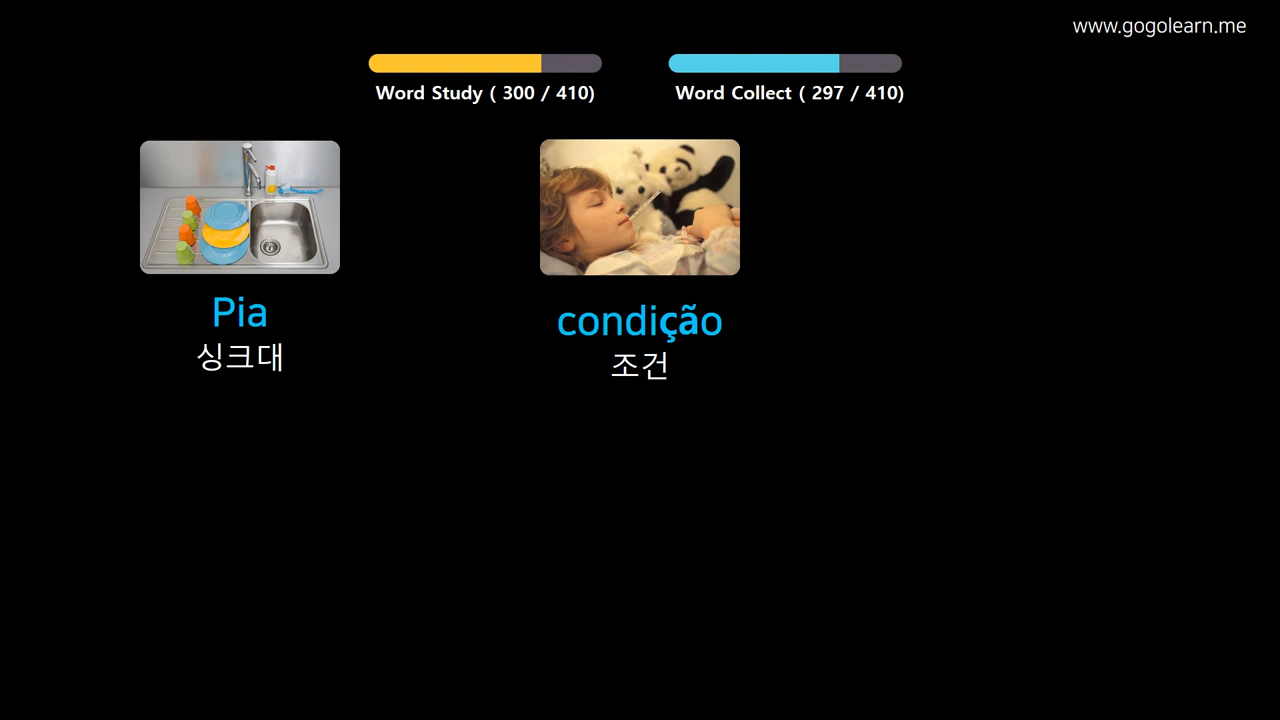 www.gogolearn.me
Word Study ( 300 / 410)
Word Collect ( 297 / 410)
Pia
싱크대
condição
조건